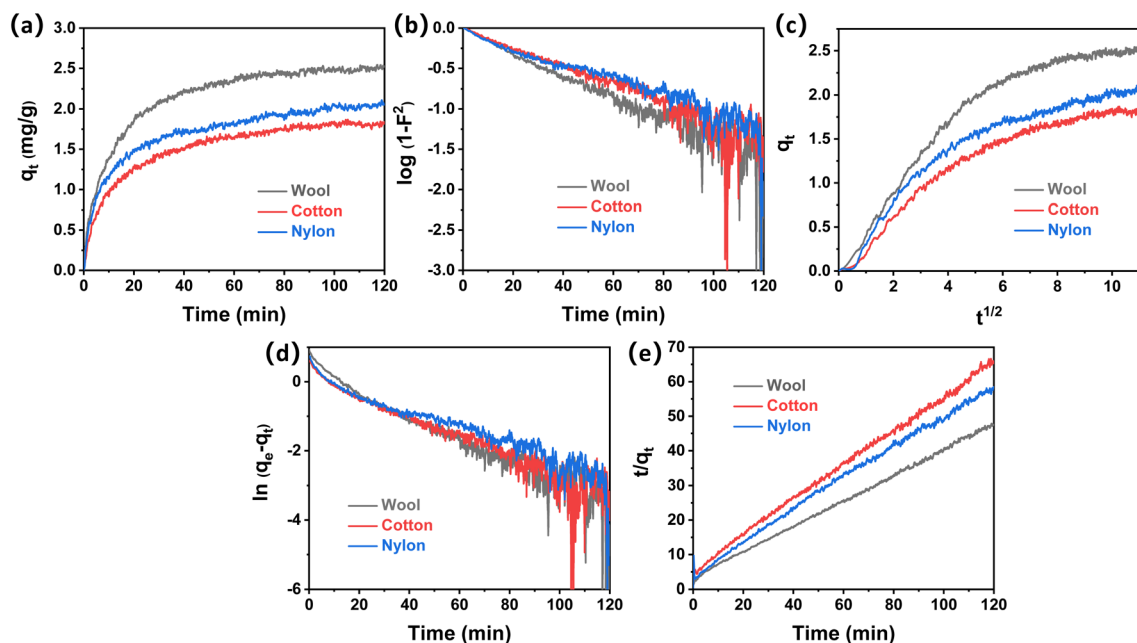 (a)
3.0
2.5
2.0
1.5
1.0
0.5
0.0
qt (mg/g)
Wool
Cotton
Nylon
0 20 40 60 80 100 120
Time (min)
(b)
0.0
-0.5
-1.0
-1.5
-2.0
-2.5
-3.0
log (1-F²)
Wool
Cotton
Nylon
0 20 40 60 80 100 120
Time (min)
(c)
2.5
2.0
1.5
1.0
0.5
0.0
qt
Wool
Cotton
Nylon
0 2 4 6 8 10
t^1/2
(d)
0
-2
-4
-6
ln (qe-qt)
Wool
Cotton
Nylon
0 20 40 60 80 100 120
Time (min)
(e)
70
60
50
40
30
20
10
0
t/qt
Wool
Cotton
Nylon
0 20 40 60 80 100 120
Time (min)